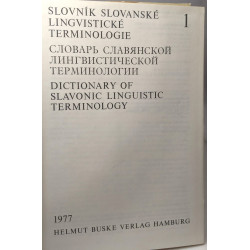 SLOVNÍK SLOVANSKÉ
LINGVISTICKÉ
TERMINOLOGIE
1
СЛОВАРЬ СЛАВЯНСКОЙ
ЛИНГВИСТИЧЕСКОЙ
ТЕРМИНОЛОГИИ
DICTIONARY OF
SLAVONIC LINGUISTIC
TERMINOLOGY
1977
HELMUT BUSKE VERLAG HAMBURG